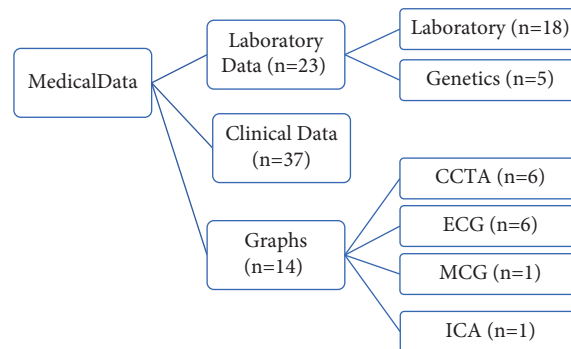 MedicalData
Laboratory
Data (n=23)
Laboratory (n=18)
Genetics (n=5)
Clinical Data
(n=37)
Graphs
(n=14)
CCTA (n=6)
ECG (n=6)
MCG (n=1)
ICA (n=1)